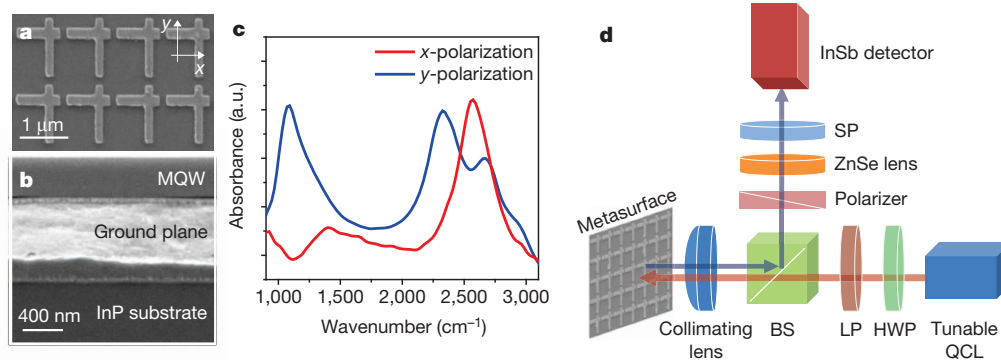 a
y
x
1 μm
b
MQW
Ground plane
InP substrate
400 nm
c
x-polarization
y-polarization
Absorbance (a.u.)
1,000
1,500
2,000
2,500
3,000
Wavenumber (cm⁻¹)
d
InSb detector
SP
ZnSe lens
Polarizer
Metasurface
Collimating
lens
BS
LP
HWP
Tunable
QCL